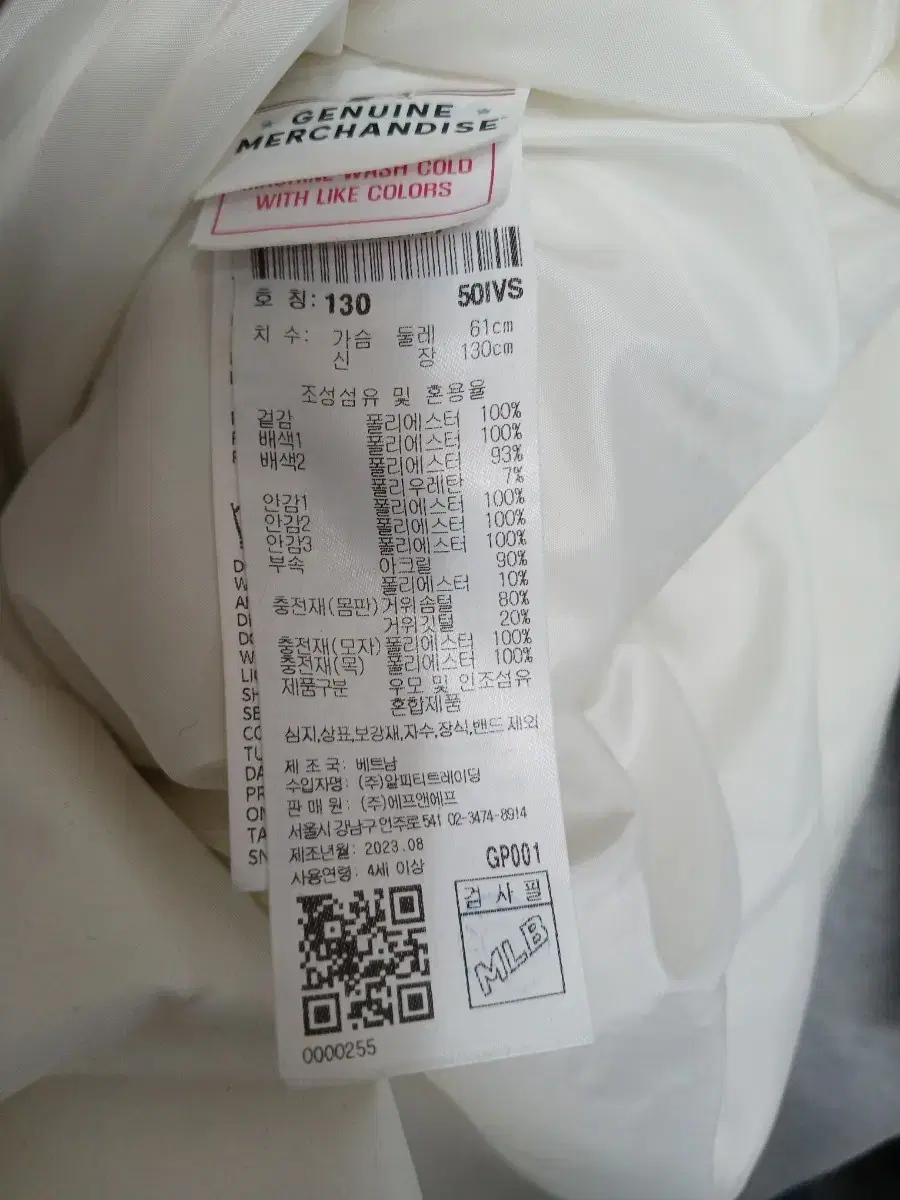 GENUINE
MERCHANDISE
MACHINE WASH COLD
WITH LIKE COLORS
호 칭: 130 50IVS
치 수: 가슴 둘레 61cm
신 장 130cm
조성섬유 및 혼용율
겉감 폴리에스터 100%
배색1 폴리에스터 100%
배색2 폴리에스터 93%
폴리우레탄 7%
안감1 폴리에스터 100%
안감2 폴리에스터 100%
안감3 폴리에스터 100%
부속 아크릴 90%
폴리에스터 10%
충전재(몸판) 거위솜털 80%
거위깃털 20%
충전재(모자) 폴리에스터 100%
충전재(목) 폴리에스터 100%
제품구분 우모 및 인조섬유
혼합제품
심지,상표,보강재,자수,장식,밴드 제외
제 조 국: 베트남
수입자명: (주)알피티트레이딩
판 매 원: (주)에프앤에프
서울시 강남구 언주로 541 02-3474-8914
제조년월: 2023.08
사용연령: 4세 이상
GP001
검 사 필
MLB
0000255